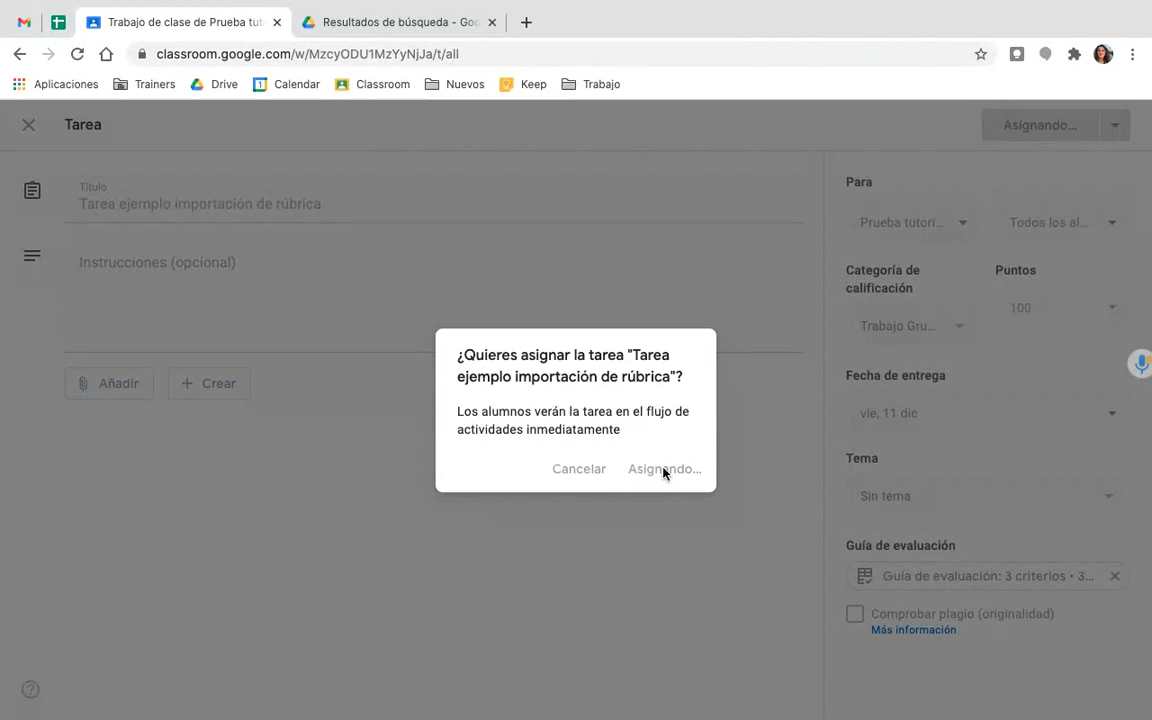 Trabajo de clase de Prueba tut
Resultados de búsqueda - Goo
classroom.google.com/w/MzcyODU1MzYyNjJa/t/all
Aplicaciones
Trainers
Drive
Calendar
Classroom
Nuevos
Keep
Trabajo
Tarea
Asignando...
Título
Tarea ejemplo importación de rúbrica
Instrucciones (opcional)
Añadir
Crear
¿Quieres asignar la tarea "Tarea
ejemplo importación de rúbrica"?
Los alumnos verán la tarea en el flujo de
actividades inmediatamente
Cancelar
Asignando...
Para
Prueba tutori...
Todos los al...
Categoría de
calificación
Puntos
100
Trabajo Gru...
Fecha de entrega
vie, 11 dic
Tema
Sin tema
Guía de evaluación
Guía de evaluación: 3 criterios • 3...
Comprobar plagio (originalidad)
Más información